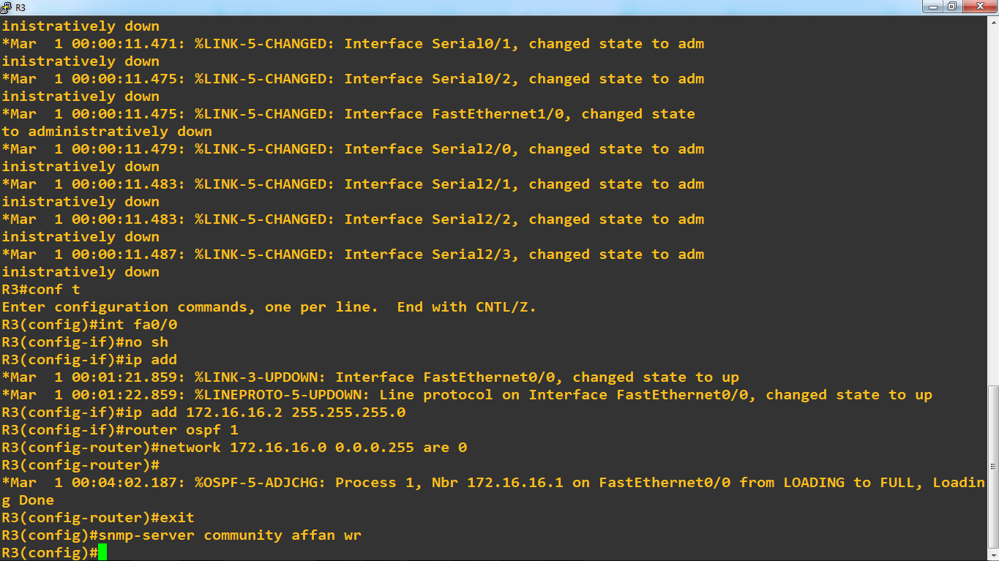 R3
inistratively down
*Mar  1 00:00:11.471: %LINK-5-CHANGED: Interface Serial0/1, changed state to adm
inistratively down
*Mar  1 00:00:11.475: %LINK-5-CHANGED: Interface Serial0/2, changed state to adm
inistratively down
*Mar  1 00:00:11.475: %LINK-5-CHANGED: Interface FastEthernet1/0, changed state
to administratively down
*Mar  1 00:00:11.479: %LINK-5-CHANGED: Interface Serial2/0, changed state to adm
inistratively down
*Mar  1 00:00:11.483: %LINK-5-CHANGED: Interface Serial2/1, changed state to adm
inistratively down
*Mar  1 00:00:11.483: %LINK-5-CHANGED: Interface Serial2/2, changed state to adm
inistratively down
*Mar  1 00:00:11.487: %LINK-5-CHANGED: Interface Serial2/3, changed state to adm
inistratively down
R3#conf t
Enter configuration commands, one per line.  End with CNTL/Z.
R3(config)#int fa0/0
R3(config-if)#no sh
R3(config-if)#ip add
*Mar  1 00:01:21.859: %LINK-3-UPDOWN: Interface FastEthernet0/0, changed state to up
*Mar  1 00:01:22.859: %LINEPROTO-5-UPDOWN: Line protocol on Interface FastEthernet0/0, changed state to up
R3(config-if)#ip add 172.16.16.2 255.255.255.0
R3(config-if)#router ospf 1
R3(config-router)#network 172.16.16.0 0.0.0.255 are 0
R3(config-router)#
*Mar  1 00:04:02.187: %OSPF-5-ADJCHG: Process 1, Nbr 172.16.16.1 on FastEthernet0/0 from LOADING to FULL, Loadin
g Done
R3(config-router)#exit
R3(config)#snmp-server community affan wr
R3(config)#